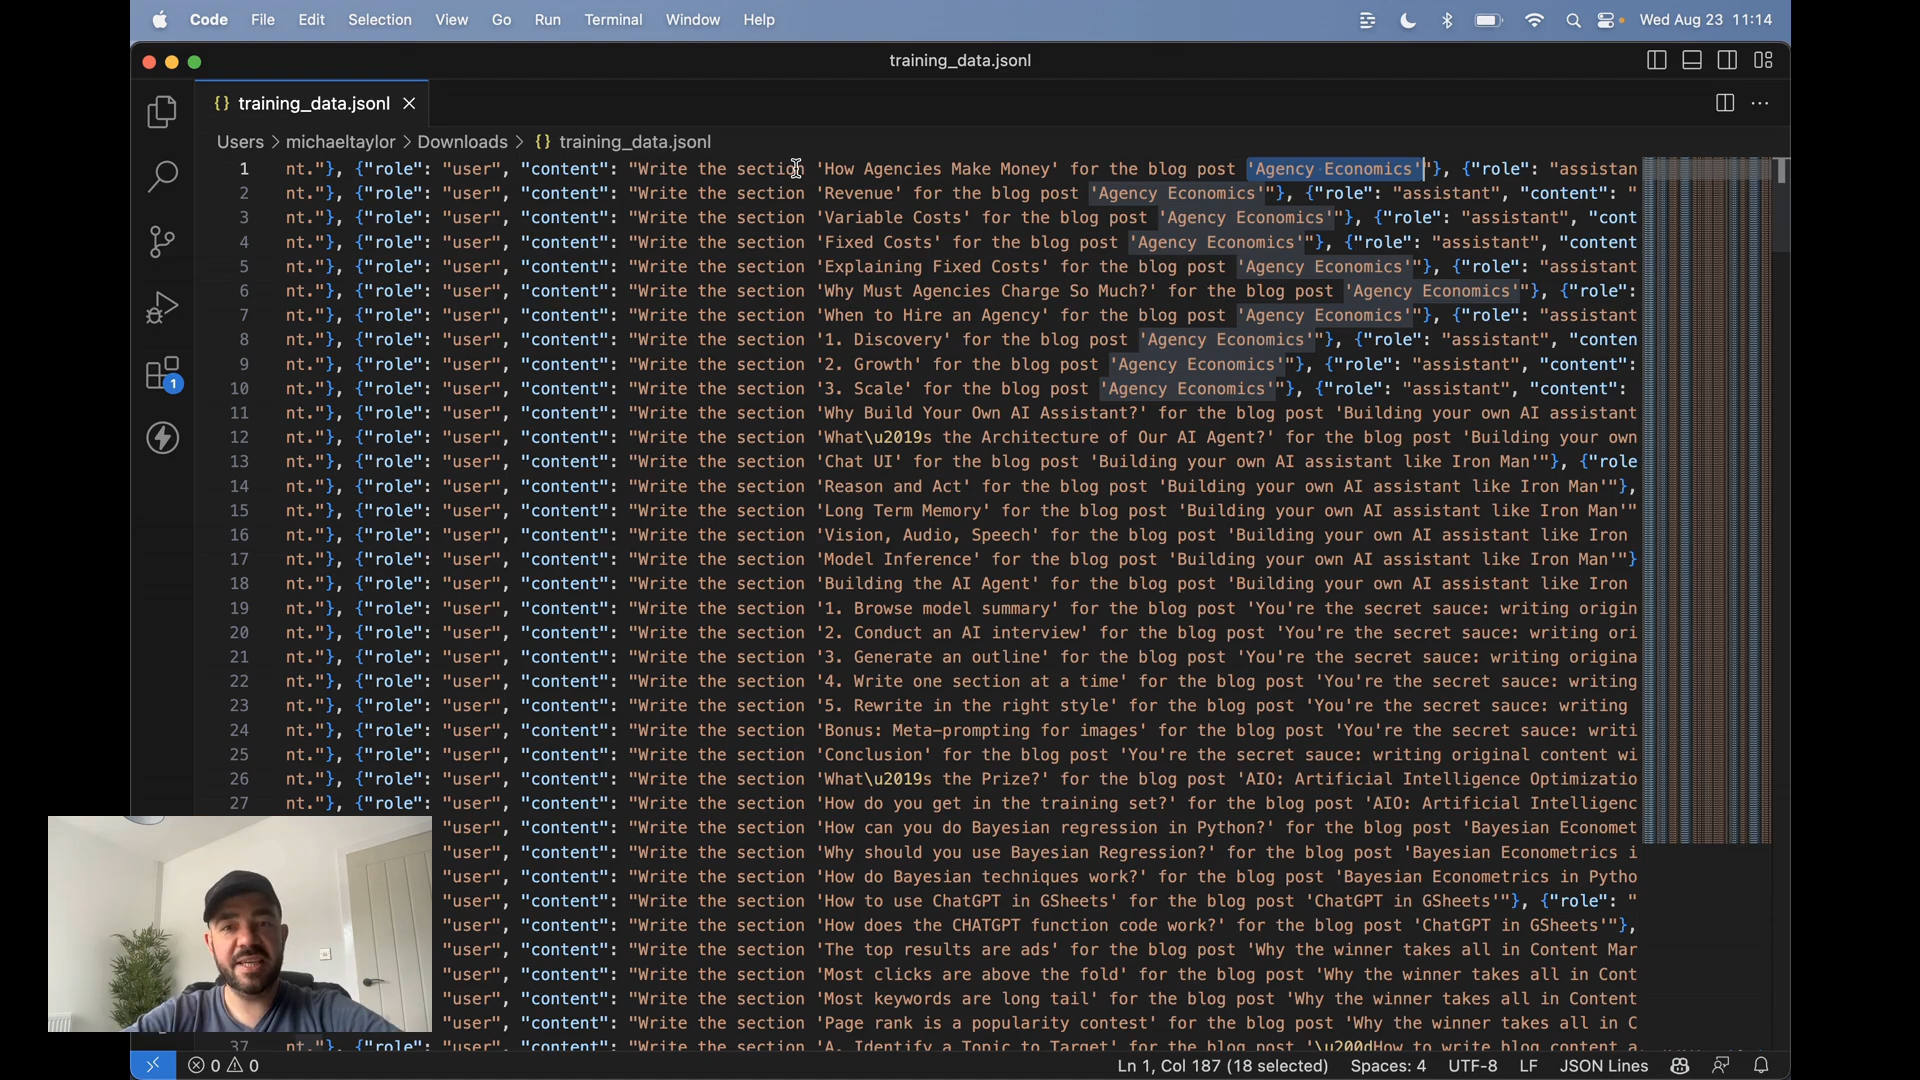 Code File Edit Selection View Go Run Terminal Window Help Wed Aug 23 11:14
training_data.jsonl
{} training_data.jsonl ×
Users > michaeltaylor > Downloads > {} training_data.jsonl
1 nt."}, {"role": "user", "content": "Write the section 'How Agencies Make Money' for the blog post 'Agency Economics'"}, {"role": "assistan
2 nt."}, {"role": "user", "content": "Write the section 'Revenue' for the blog post 'Agency Economics'"}, {"role": "assistant", "content": "
3 nt."}, {"role": "user", "content": "Write the section 'Variable Costs' for the blog post 'Agency Economics'"}, {"role": "assistant", "cont
4 nt."}, {"role": "user", "content": "Write the section 'Fixed Costs' for the blog post 'Agency Economics'"}, {"role": "assistant", "content
5 nt."}, {"role": "user", "content": "Write the section 'Explaining Fixed Costs' for the blog post 'Agency Economics'"}, {"role": "assistant
6 nt."}, {"role": "user", "content": "Write the section 'Why Must Agencies Charge So Much?' for the blog post 'Agency Economics'"}, {"role":
7 nt."}, {"role": "user", "content": "Write the section 'When to Hire an Agency' for the blog post 'Agency Economics'"}, {"role": "assistant
8 nt."}, {"role": "user", "content": "Write the section '1. Discovery' for the blog post 'Agency Economics'"}, {"role": "assistant", "conten
9 nt."}, {"role": "user", "content": "Write the section '2. Growth' for the blog post 'Agency Economics'"}, {"role": "assistant", "content":
10 nt."}, {"role": "user", "content": "Write the section '3. Scale' for the blog post 'Agency Economics'"}, {"role": "assistant", "content":
11 nt."}, {"role": "user", "content": "Write the section 'Why Build Your Own AI Assistant?' for the blog post 'Building your own AI assistant
12 nt."}, {"role": "user", "content": "Write the section 'What\u2019s the Architecture of Our AI Agent?' for the blog post 'Building your own
13 nt."}, {"role": "user", "content": "Write the section 'Chat UI' for the blog post 'Building your own AI assistant like Iron Man'"}, {"role
14 nt."}, {"role": "user", "content": "Write the section 'Reason and Act' for the blog post 'Building your own AI assistant like Iron Man'"},
15 nt."}, {"role": "user", "content": "Write the section 'Long Term Memory' for the blog post 'Building your own AI assistant like Iron Man'"
16 nt."}, {"role": "user", "content": "Write the section 'Vision, Audio, Speech' for the blog post 'Building your own AI assistant like Iron
17 nt."}, {"role": "user", "content": "Write the section 'Model Inference' for the blog post 'Building your own AI assistant like Iron Man'"}
18 nt."}, {"role": "user", "content": "Write the section 'Building the AI Agent' for the blog post 'Building your own AI assistant like Iron
19 nt."}, {"role": "user", "content": "Write the section '1. Browse model summary' for the blog post 'You're the secret sauce: writing origin
20 nt."}, {"role": "user", "content": "Write the section '2. Conduct an AI interview' for the blog post 'You're the secret sauce: writing ori
21 nt."}, {"role": "user", "content": "Write the section '3. Generate an outline' for the blog post 'You're the secret sauce: writing origina
22 nt."}, {"role": "user", "content": "Write the section '4. Write one section at a time' for the blog post 'You're the secret sauce: writing
23 nt."}, {"role": "user", "content": "Write the section '5. Rewrite in the right style' for the blog post 'You're the secret sauce: writing
24 nt."}, {"role": "user", "content": "Write the section 'Bonus: Meta-prompting for images' for the blog post 'You're the secret sauce: writi
25 nt."}, {"role": "user", "content": "Write the section 'Conclusion' for the blog post 'You're the secret sauce: writing original content wi
26 nt."}, {"role": "user", "content": "Write the section 'What\u2019s the Prize?' for the blog post 'AIO: Artificial Intelligence Optimizatio
27 nt."}, {"role": "user", "content": "Write the section 'How do you get in the training set?' for the blog post 'AIO: Artificial Intelligenc
"user", "content": "Write the section 'How can you do Bayesian regression in Python?' for the blog post 'Bayesian Economet
"user", "content": "Write the section 'Why should you use Bayesian Regression?' for the blog post 'Bayesian Econometrics i
"user", "content": "Write the section 'How do Bayesian techniques work?' for the blog post 'Bayesian Econometrics in Pytho
"user", "content": "Write the section 'How to use ChatGPT in GSheets' for the blog post 'ChatGPT in GSheets'"}, {"role": "
"user", "content": "Write the section 'How does the CHATGPT function code work?' for the blog post 'ChatGPT in GSheets'"},
"user", "content": "Write the section 'The top results are ads' for the blog post 'Why the winner takes all in Content Mar
"user", "content": "Write the section 'Most clicks are above the fold' for the blog post 'Why the winner takes all in Cont
"user", "content": "Write the section 'Most keywords are long tail' for the blog post 'Why the winner takes all in Content
"user", "content": "Write the section 'Page rank is a popularity contest' for the blog post 'Why the winner takes all in C
37 nt."}, {"role": "user", "content": "Write the section 'A. Identify a Topic to Target' for the blog post '\u200dHow to write blog content a
1
0 0 Ln 1, Col 187 (18 selected) Spaces: 4 UTF-8 LF JSON Lines